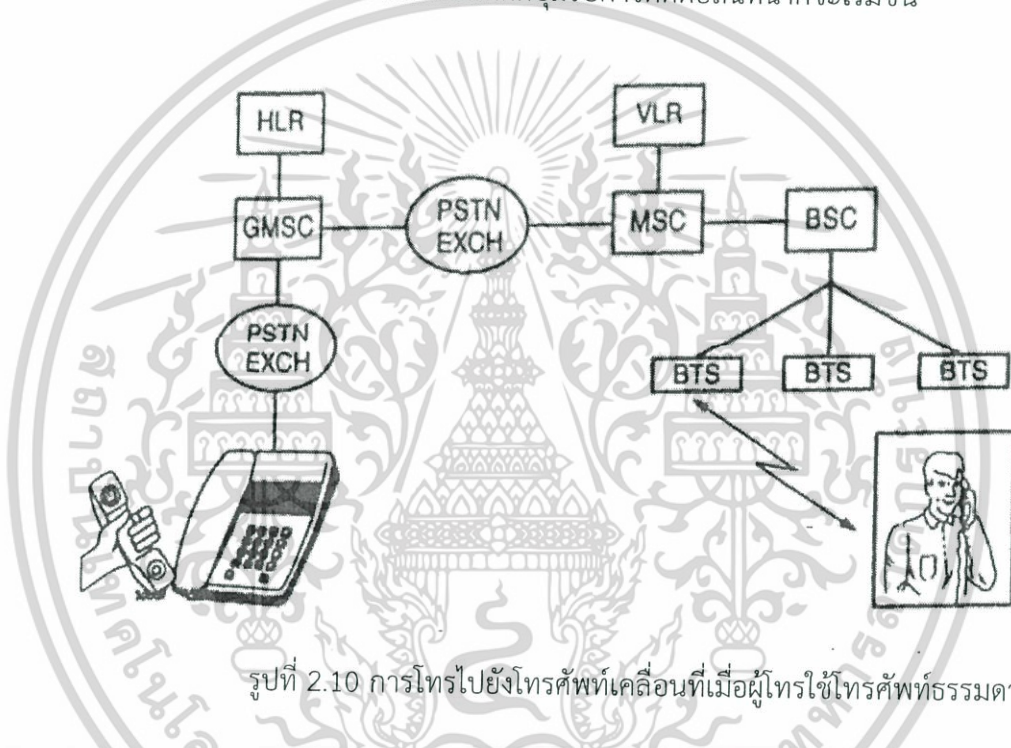 HLR
VLR
GMSC
PSTN
EXCH
MSC
BSC
PSTN
EXCH
BTS
BTS
BTS
รูปที่ 2.10 การโทรไปยังโทรศัพท์เคลื่อนที่เมื่อผู้โทรใช้โทรศัพท์ธรรมดา